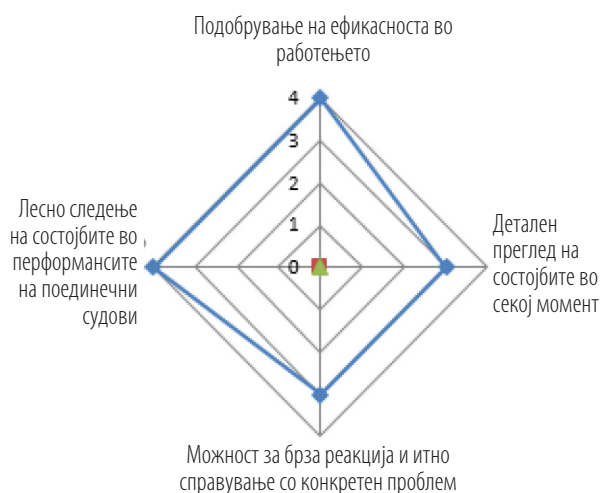 Подобрување на ефикасноста во
работењето
4
3
2
1
0
Лесно следење
на состојбите во
перформансите
на поединечни
судови
Детален
преглед на
состојбите во
секој момент
Можност за брза реакција и итно
справување со конкретен проблем